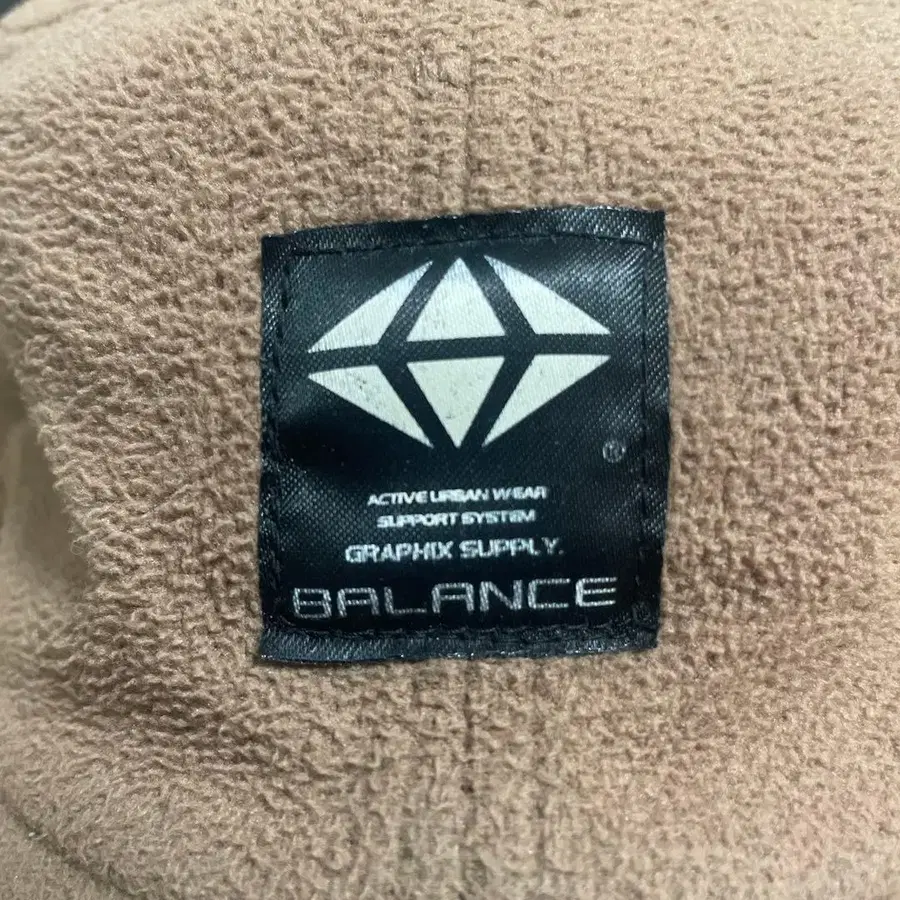 ®
ACTIVE URBAN WEAR
SUPPORT SYSTEM
GRAPHIX SUPPLY.
BALANCE